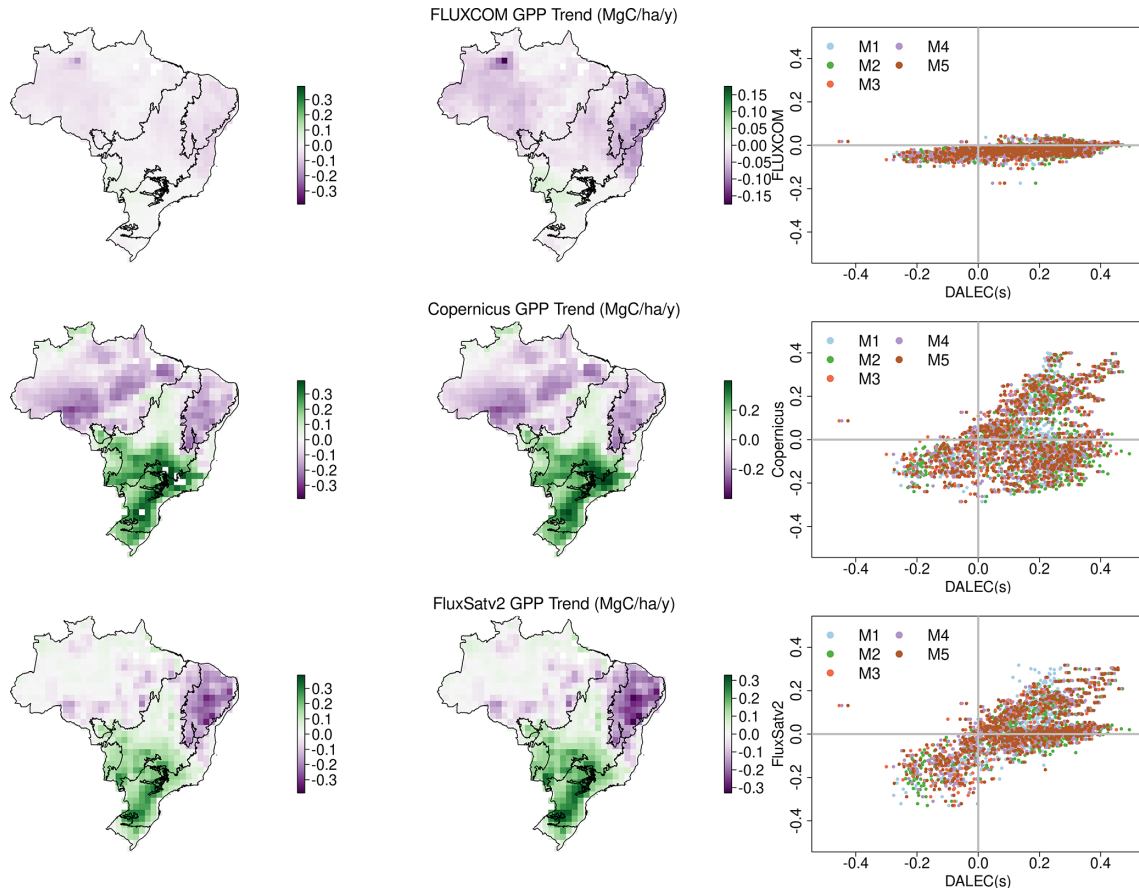 FLUXCOM GPP Trend (MgC/ha/y)
0.3
0.2
0.1
0.0
-0.1
-0.2
-0.3
0.15
0.10
0.05
0.00
-0.05
-0.10
-0.15
FLUXCOM
0.4
0.2
0.0
-0.2
-0.4
M1 M4
M2 M5
M3
-0.4 -0.2 0.0 0.2 0.4
DALEC(s)
Copernicus GPP Trend (MgC/ha/y)
0.3
0.2
0.1
0.0
-0.1
-0.2
-0.3
0.2
0.0
-0.2
Copernicus
0.4
0.2
0.0
-0.2
-0.4
M1 M4
M2 M5
M3
-0.4 -0.2 0.0 0.2 0.4
DALEC(s)
FluxSatv2 GPP Trend (MgC/ha/y)
0.3
0.2
0.1
0.0
-0.1
-0.2
-0.3
0.3
0.2
0.1
0.0
-0.1
-0.2
-0.3
FluxSatv2
0.4
0.2
0.0
-0.2
-0.4
M1 M4
M2 M5
M3
-0.4 -0.2 0.0 0.2 0.4
DALEC(s)